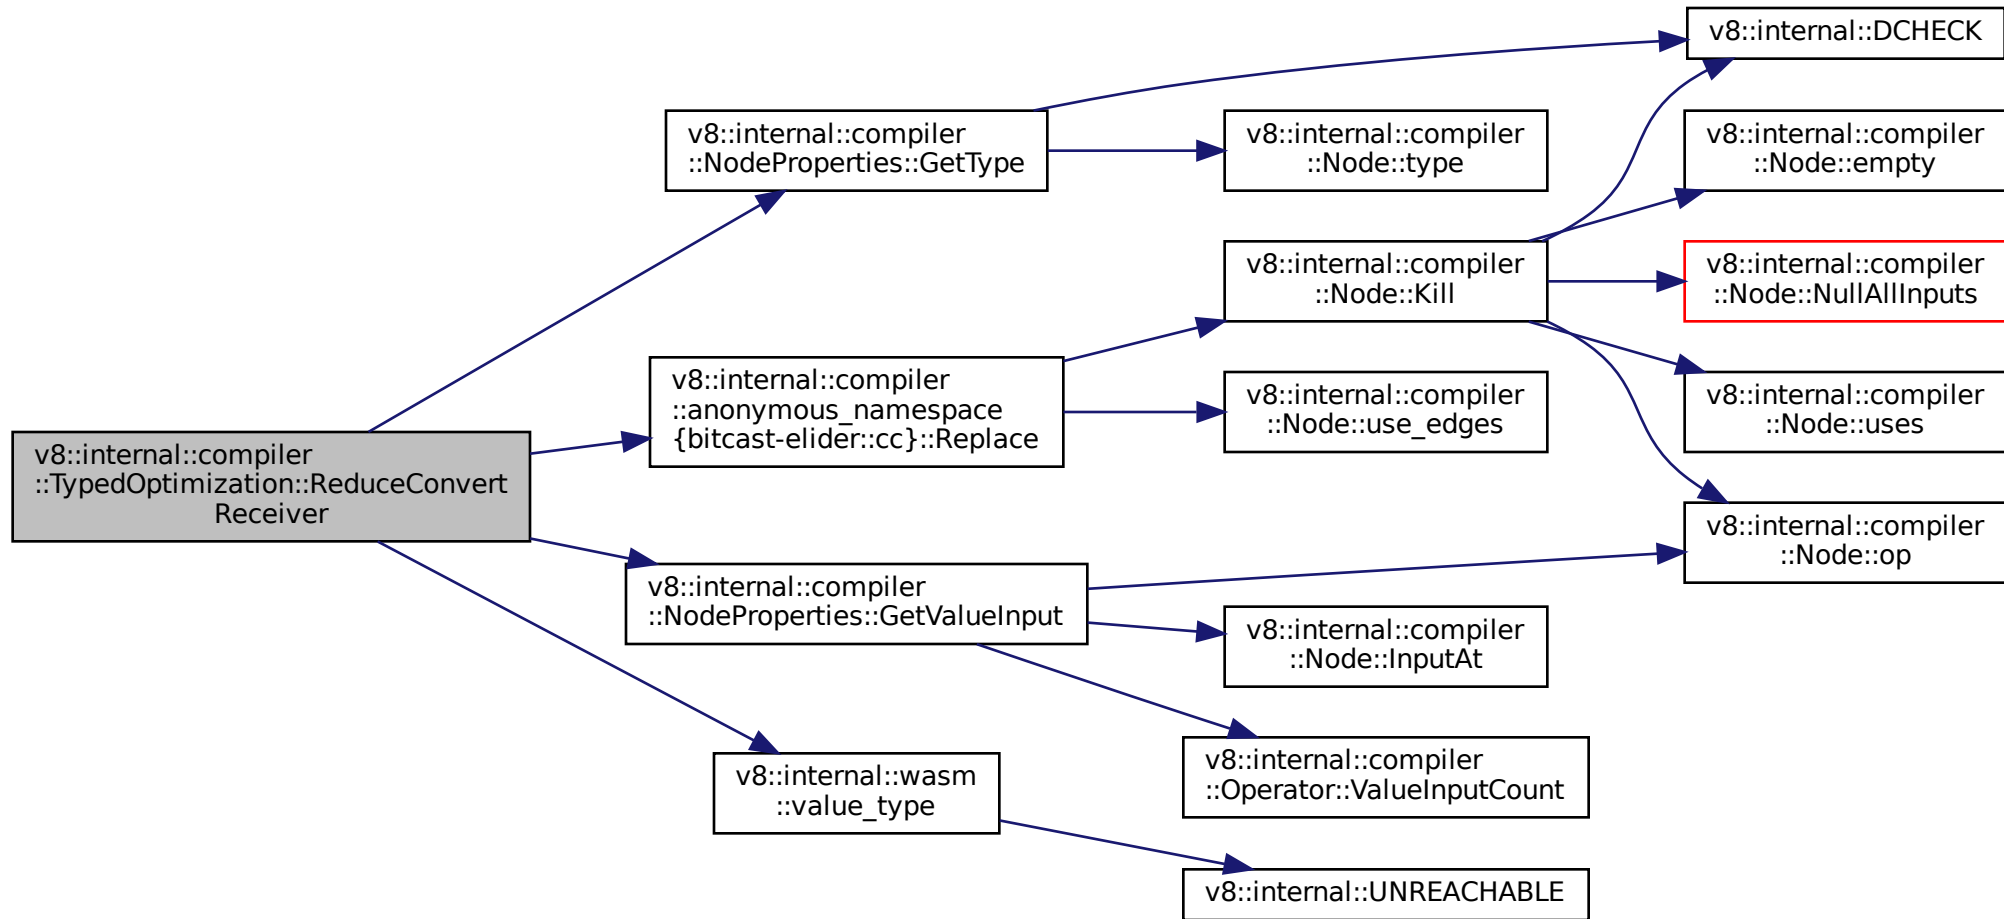 v8::internal::compiler
::TypedOptimization::ReduceConvert
Receiver
v8::internal::compiler
::NodeProperties::GetType
v8::internal::compiler
::anonymous_namespace
{bitcast-elider::cc}::Replace
v8::internal::compiler
::NodeProperties::GetValueInput
v8::internal::wasm
::value_type
v8::internal::compiler
::Node::type
v8::internal::compiler
::Node::Kill
v8::internal::compiler
::Node::use_edges
v8::internal::compiler
::Node::InputAt
v8::internal::compiler
::Operator::ValueInputCount
v8::internal::UNREACHABLE
v8::internal::DCHECK
v8::internal::compiler
::Node::empty
v8::internal::compiler
::Node::NullAllInputs
v8::internal::compiler
::Node::uses
v8::internal::compiler
::Node::op